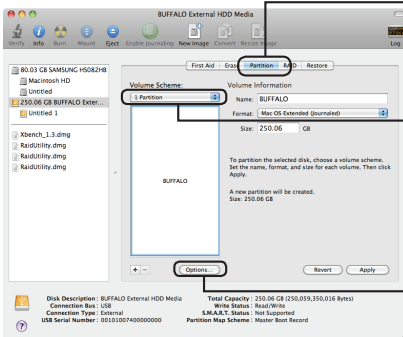 BUFFALO External HDD Media
Verify Info Burn Mount Eject Enable Journaling New Image Convert Resize Image Log
80.03 GB SAMSUNG HS082HB
Macintosh HD
Untitled
250.06 GB BUFFALO Exter...
Untitled 1
Xbench_1.3.dmg
RaidUtility.dmg
RaidUtility.dmg
RaidUtility.dmg
First Aid Erase Partition RAID Restore
Volume Scheme:
1 Partition
BUFFALO
+ − Options...
Volume Information
Name: BUFFALO
Format: Mac OS Extended (Journaled)
Size: 250.06 GB
To partition the selected disk, choose a volume scheme.
Set the name, format, and size for each volume. Then click
Apply.
A new partition will be created.
Size: 250.06 GB
Revert Apply
Disk Description : BUFFALO External HDD Media
Connection Bus : USB
Connection Type : External
USB Serial Number : 00101007400000000
Total Capacity : 250.06 GB (250,059,350,016 Bytes)
Write Status : Read/Write
S.M.A.R.T. Status : Not Supported
Partition Map Scheme : Master Boot Record
?